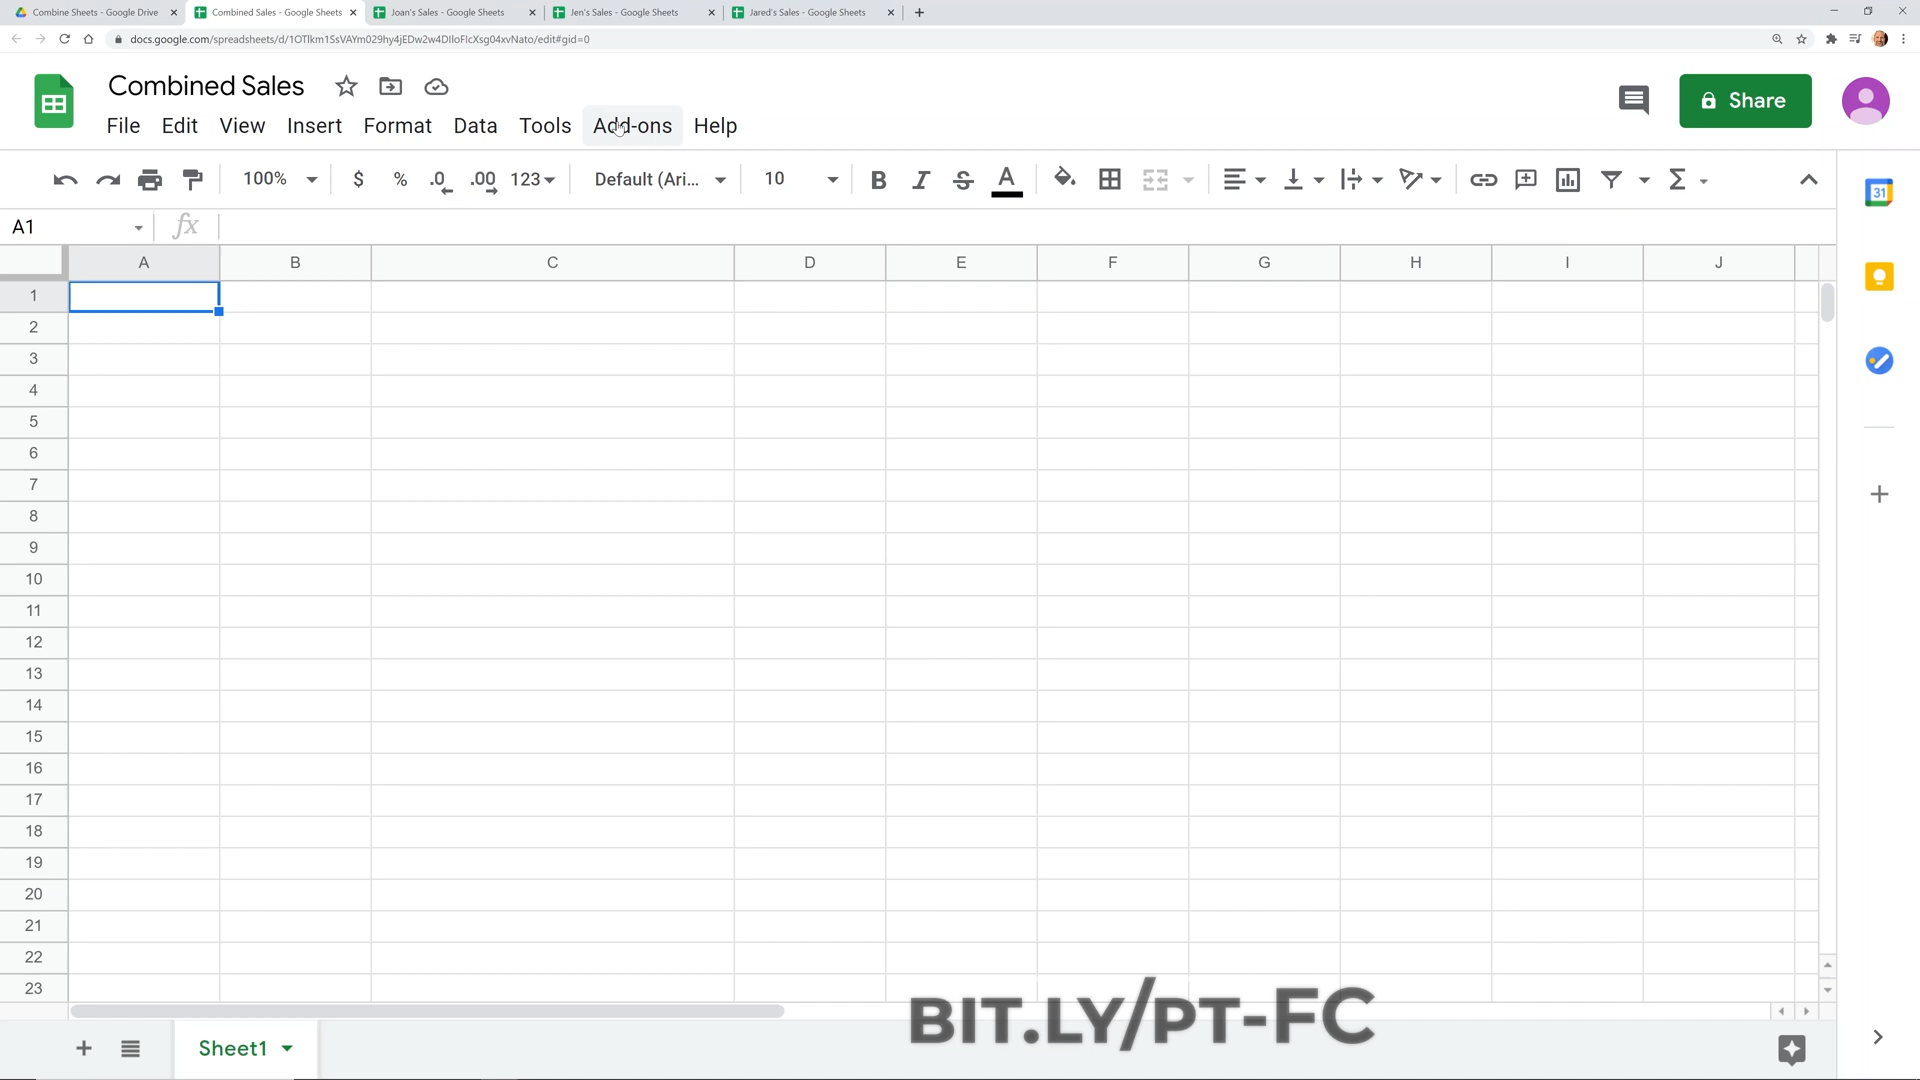 Combine Sheets - Google Drive
Combined Sales - Google Sheets
Joan's Sales - Google Sheets
Jen's Sales - Google Sheets
Jared's Sales - Google Sheets
Combined Sales
Share
File Edit View Insert Format Data Tools Add-ons Help
100% $ % .0 .00 123 Default (Ari... 10 B I S A Σ
31
A1 fx
A B C D E F G H I J
1
2
3
4
5
6
7
8
9
10
11
12
13
14
15
16
17
18
19
20
21
22
23
BIT.LY/PT-FC
Sheet1